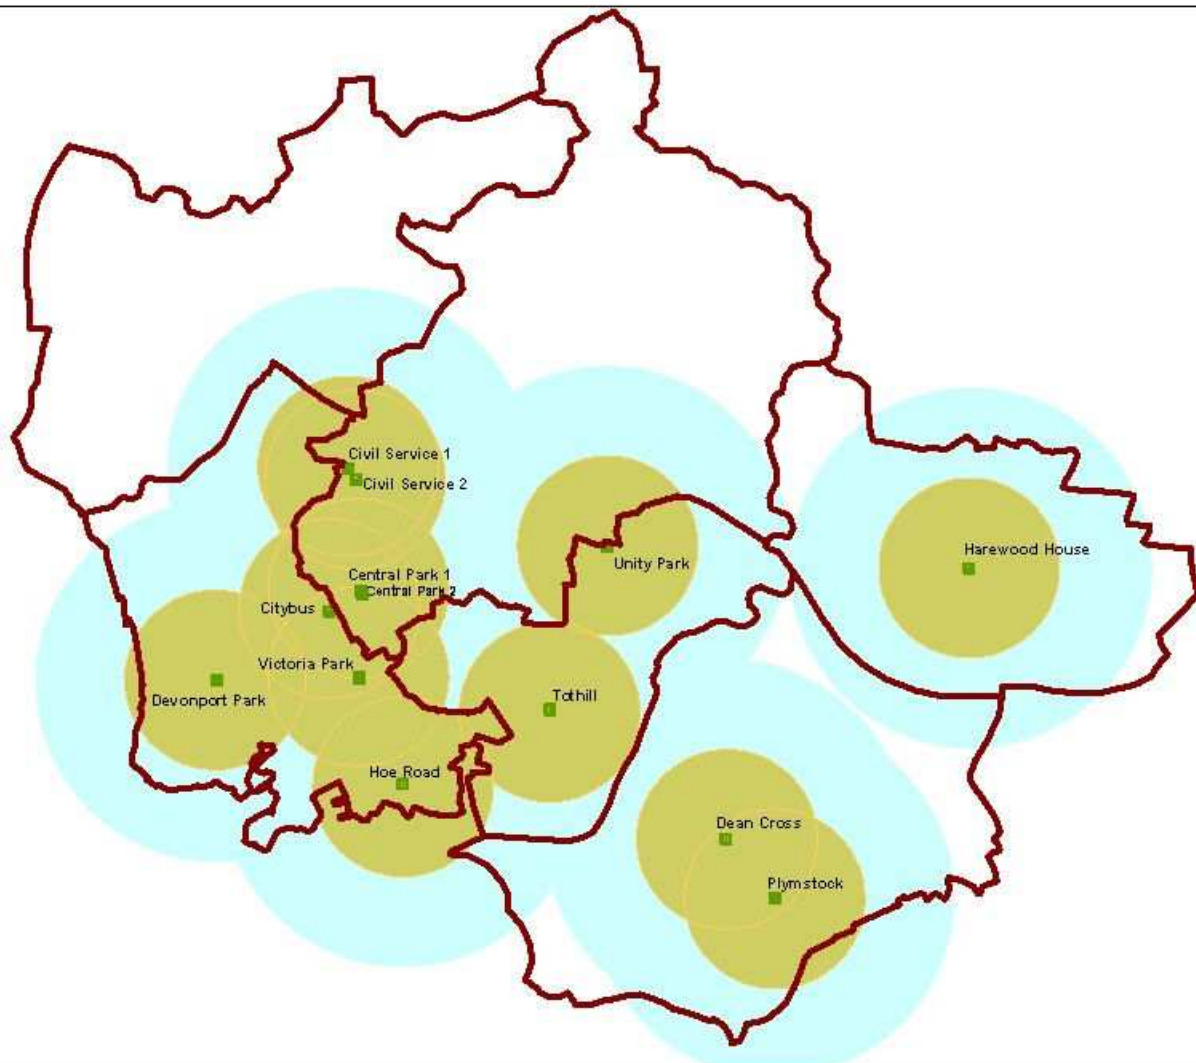 Civil Service 1
Civil Service 2
Unity Park
Harewood House
Central Park 1
Central Park 2
Citybus
Victoria Park
Devonport Park
Tothill
Hoe Road
Dean Cross
Plymstock